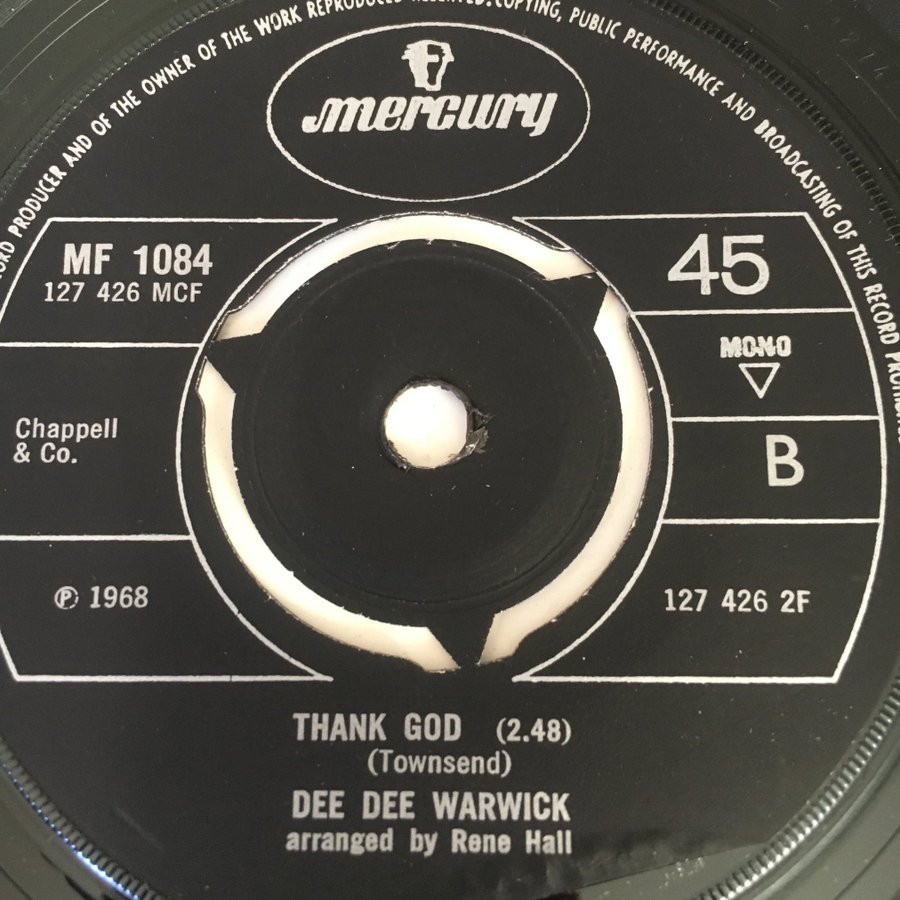 CORD PRODUCER AND OF THE OWNER OF THE WORK REPRODUCED RESERVED. COPYING, PUBLIC PERFORMANCE AND BROADCASTING OF THIS RECORD PROHIBITED
mercury
MF 1084
127 426 MCF
45
MONO
Chappell
& Co.
B
℗ 1968
127 426 2F
THANK GOD (2.48)
(Townsend)
DEE DEE WARWICK
arranged by Rene Hall